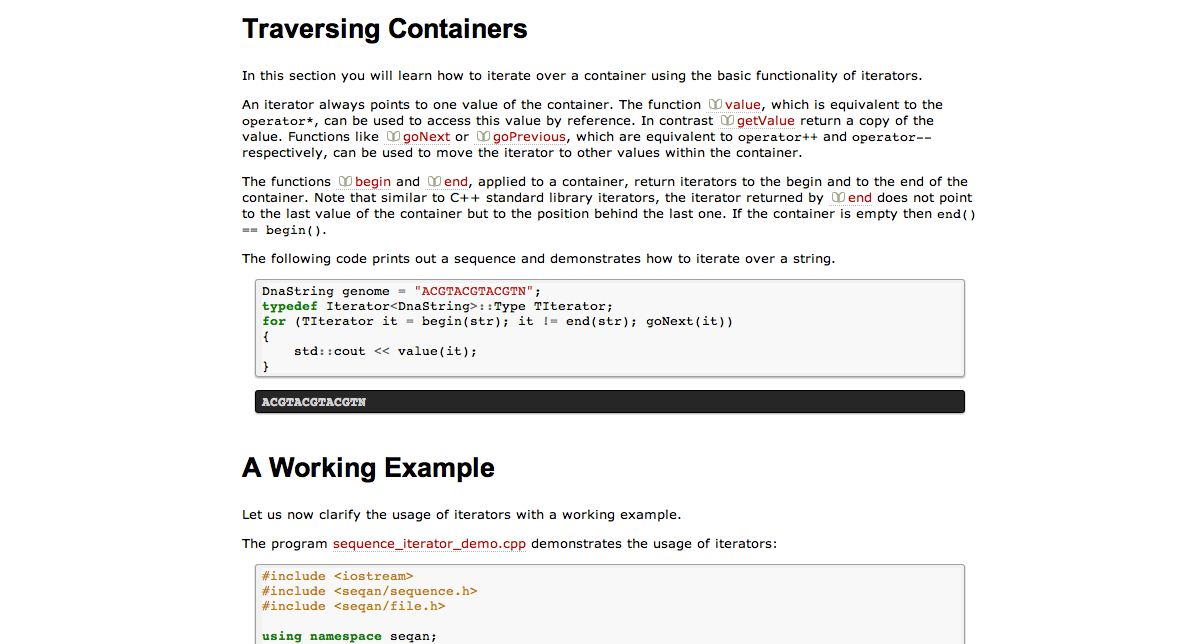 Traversing Containers
In this section you will learn how to iterate over a container using the basic functionality of iterators.
An iterator always points to one value of the container. The function value, which is equivalent to the
operator*, can be used to access this value by reference. In contrast getValue return a copy of the
value. Functions like goNext or goPrevious, which are equivalent to operator++ and operator--
respectively, can be used to move the iterator to other values within the container.
The functions begin and end, applied to a container, return iterators to the begin and to the end of the
container. Note that similar to C++ standard library iterators, the iterator returned by end does not point
to the last value of the container but to the position behind the last one. If the container is empty then end()
== begin().
The following code prints out a sequence and demonstrates how to iterate over a string.
DnaString genome = "ACGTACGTACGTN";
typedef Iterator<DnaString>::Type TIterator;
for (TIterator it = begin(str); it != end(str); goNext(it))
{
    std::cout << value(it);
}
ACGTACGTACGTN
A Working Example
Let us now clarify the usage of iterators with a working example.
The program sequence_iterator_demo.cpp demonstrates the usage of iterators:
#include <iostream>
#include <seqan/sequence.h>
#include <seqan/file.h>
using namespace seqan;